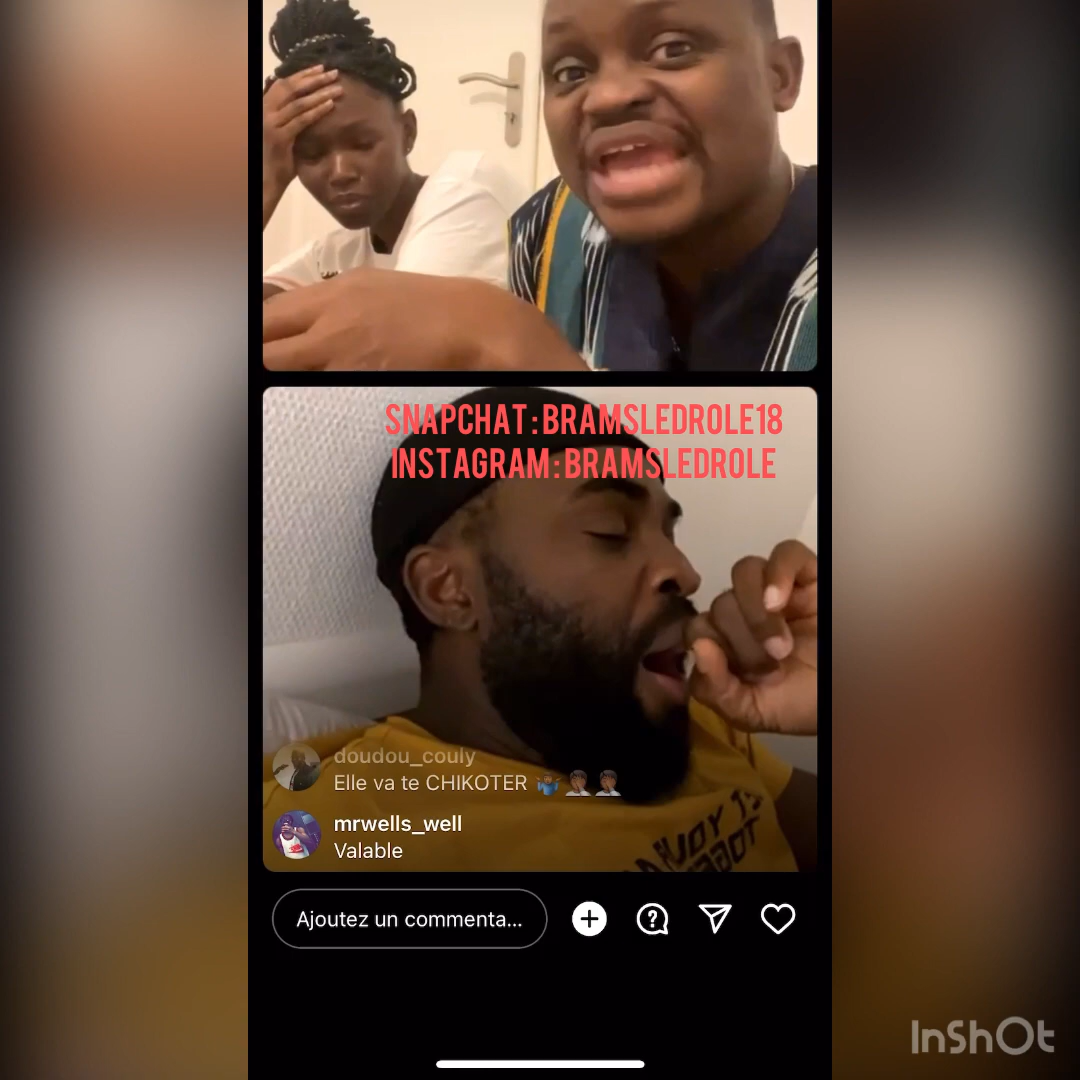 SNAPCHAT : BRAMSLEDROLE18
INSTAGRAM : BRAMSLEDROLE
doudou_couly
Elle va te CHIKOTER 🤷🏾‍♂️🤦🏾‍♂️🤦🏾‍♂️
mrwells_well
Valable
Ajoutez un commenta...
InShOt